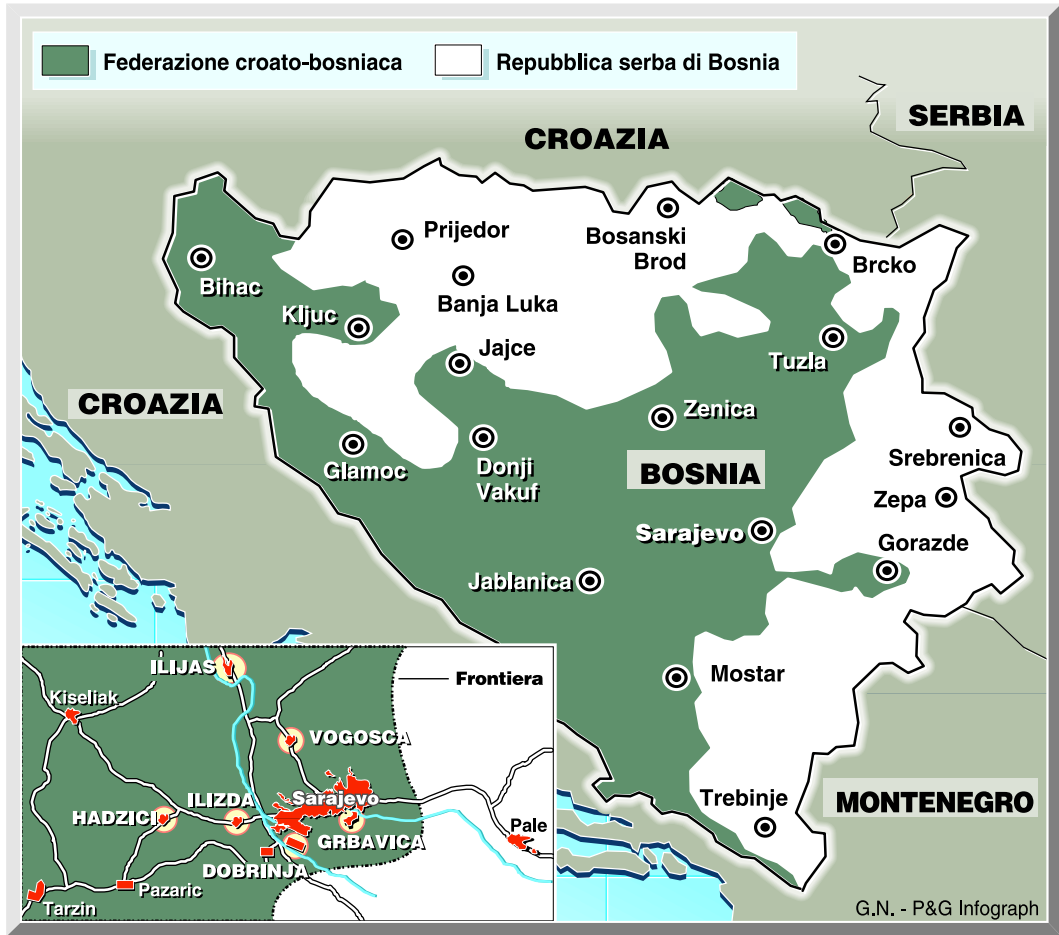 Federazione croato-bosniaca
Repubblica serba di Bosnia
SERBIA
CROAZIA
Prijedor
Bosanski
Brod
Brcko
Bihac
Banja Luka
Kljuc
Jajce
Tuzla
CROAZIA
Zenica
Glamoc
Donji
Vakuf
BOSNIA
Srebrenica
Zepa
Sarajevo
Gorazde
Jablanica
Mostar
Trebinje
MONTENEGRO
ILIJAS
Frontiera
Kiseliak
VOGOSCA
ILIZDA
Sarajevo
HADZICI
GRBAVICA
Pale
DOBRINJA
Pazaric
Tarzin
G.N. - P&G Infograph